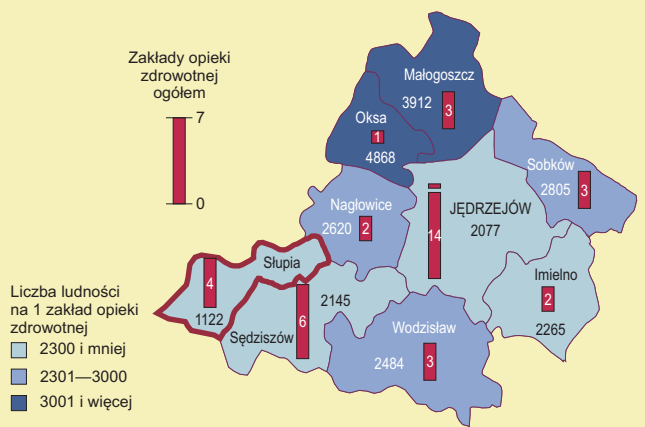 Zakłady opieki
zdrowotnej
ogółem
7
0
Małogoszcz
3912
3
Oksa
1
4868
Sobków
2805
3
Nagłowice
2620
2
JĘDRZEJÓW
2077
14
Słupia
4
1122
Imielno
2
2265
2145
Sędziszów
6
Wodzisław
2484
3
Liczba ludności
na 1 zakład opieki
zdrowotnej
2300 i mniej
2301—3000
3001 i więcej